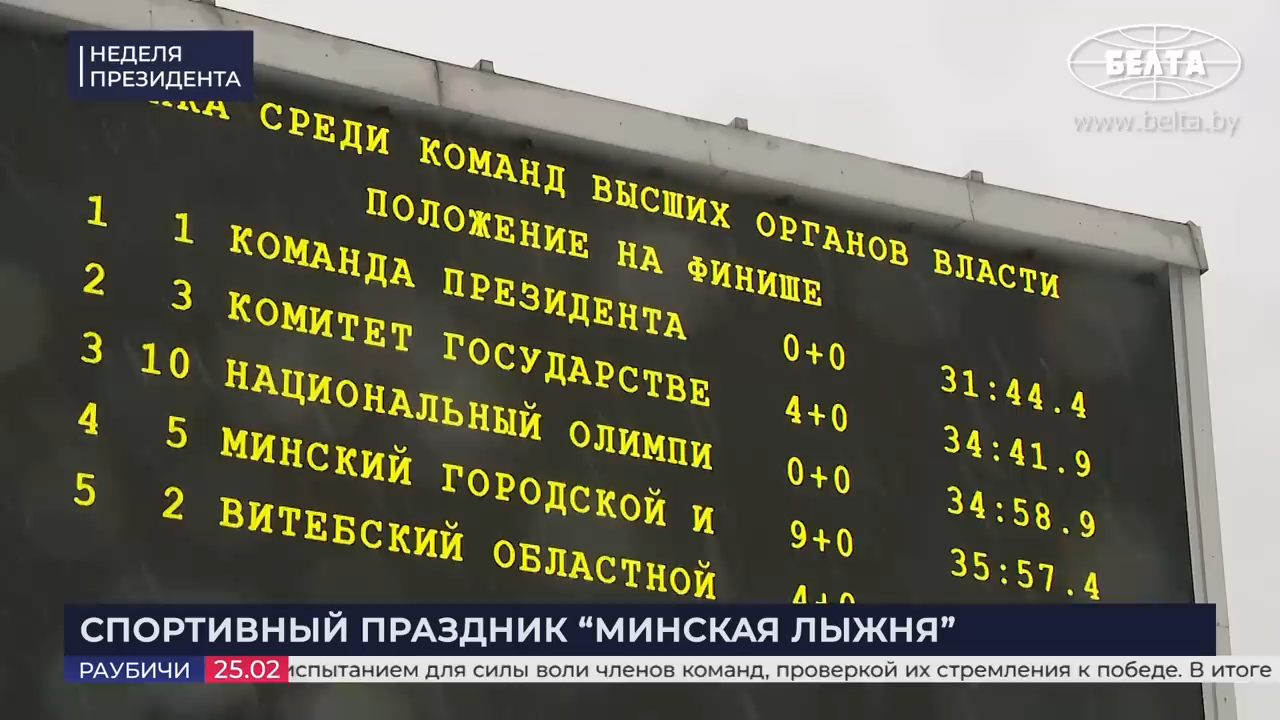 НЕДЕЛЯ
ПРЕЗИДЕНТА
БЕЛТА
www.belta.by
СРЕДИ КОМАНД ВЫСШИХ ОРГАНОВ ВЛАСТИ
ПОЛОЖЕНИЕ НА ФИНИШЕ
1 1 КОМАНДА ПРЕЗИДЕНТА 0+0 31:44.4
2 3 КОМИТЕТ ГОСУДАРСТВЕ 4+0 34:41.9
3 10 НАЦИОНАЛЬНЫЙ ОЛИМПИ 0+0 34:58.9
4 5 МИНСКИЙ ГОРОДСКОЙ И 9+0 35:57.4
5 2 ВИТЕБСКИЙ ОБЛАСТНОЙ 4+0
СПОРТИВНЫЙ ПРАЗДНИК “МИНСКАЯ ЛЫЖНЯ”
РАУБИЧИ 25.02 испытанием для силы воли членов команд, проверкой их стремления к победе. В итоге